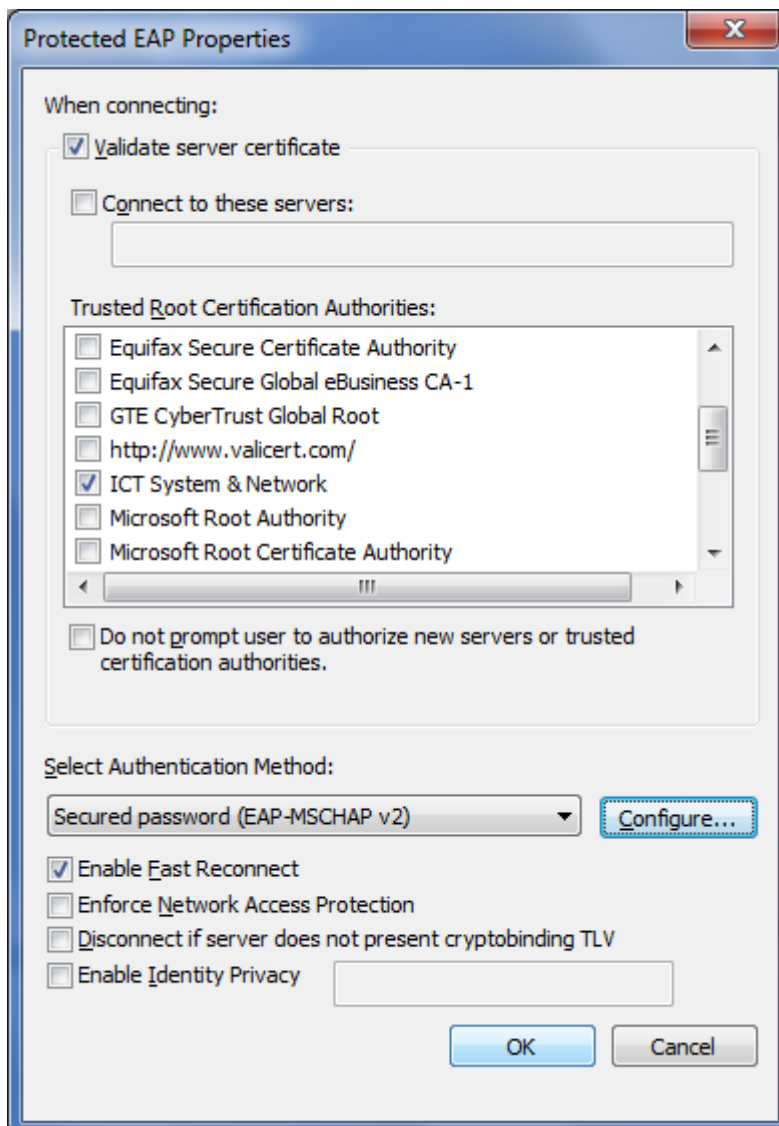 Protected EAP Properties
When connecting:
Validate server certificate
Connect to these servers:
Trusted Root Certification Authorities:
Equifax Secure Certificate Authority
Equifax Secure Global eBusiness CA-1
GTE CyberTrust Global Root
http://www.valicert.com/
ICT System & Network
Microsoft Root Authority
Microsoft Root Certificate Authority
Do not prompt user to authorize new servers or trusted
certification authorities.
Select Authentication Method:
Secured password (EAP-MSCHAP v2)
Configure...
Enable Fast Reconnect
Enforce Network Access Protection
Disconnect if server does not present cryptobinding TLV
Enable Identity Privacy
OK
Cancel